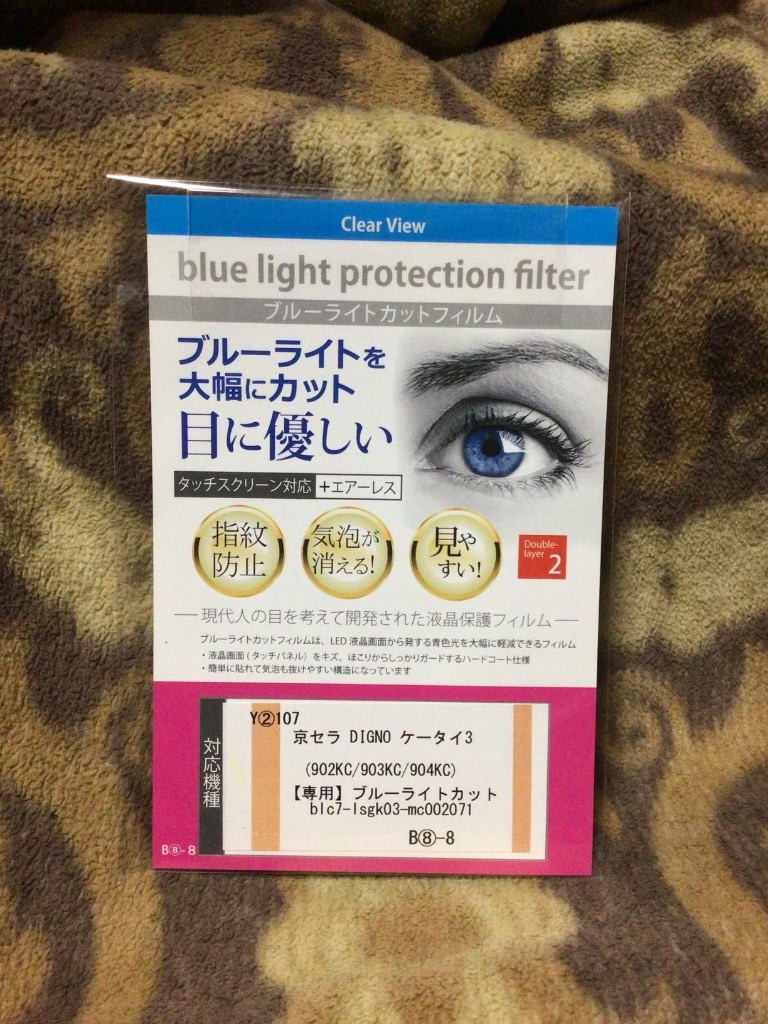 Clear View
blue light protection filter
ブルーライトカットフィルム
ブルーライトを
大幅にカット
目に優しい
タッチスクリーン対応 +エアーレス
指紋
防止
気泡が
消える!
見や
すい!
Double-
layer 2
現代人の目を考えて開発された液晶保護フィルム
ブルーライトカットフィルムは、LED 液晶画面から発する青色光を大幅に軽減できるフィルム
・液晶画面(タッチパネル)をキズ、ほこりからしっかりガードするハードコート仕様
・簡単に貼れて気泡も抜けやすい構造になっています
対応機種
Y②107
京セラ DIGNO ケータイ3
(902KC/903KC/904KC)
【専用】ブルーライトカット
blc7-lsgk03-mc002071
B⑧-8
B⑧-8